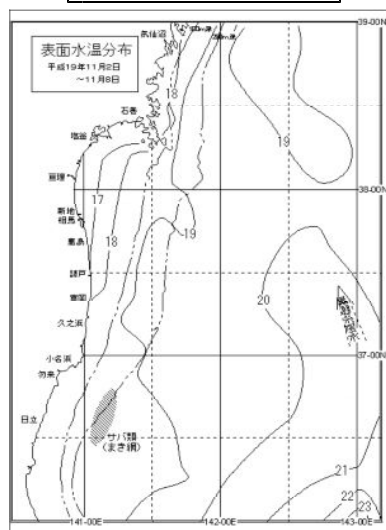 表面水温分布
平成19年11月2日
～11月8日
気仙沼
39-00N
18
石巻
塩釜
19
亘理
38-00N
17
新地
相馬
鹿島
19
18
請戸
20
富岡
久之浜
小名浜
37-00N
勿来
日立
サバ類
(まき網)
21
22
23
141-00E
142-00E
143-00E